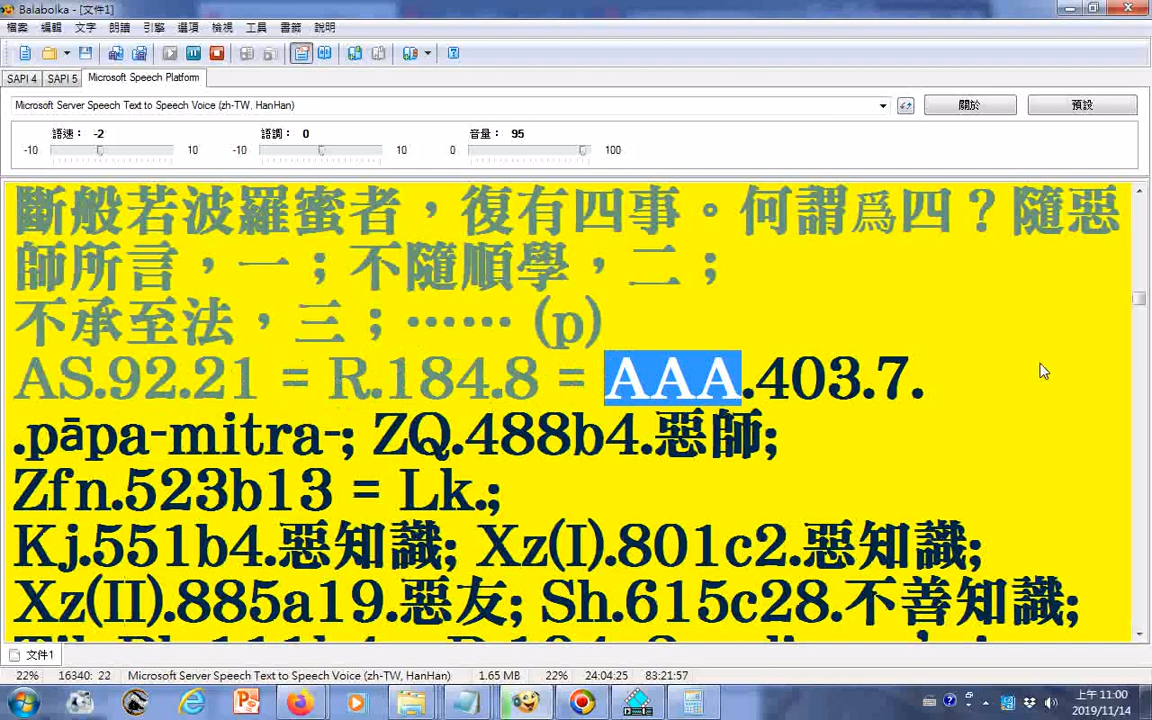 Balabolka - [文件1]
檔案 編輯 文字 朗讀 引擎 選項 檢視 工具 書籤 說明
SAPI 4 SAPI 5 Microsoft Speech Platform
Microsoft Server Speech Text to Speech Voice (zh-TW, HanHan) 關於 預設
語速： -2 語調： 0 音量： 95
-10 10 -10 10 0 100
斷般若波羅蜜者，復有四事。何謂爲四？隨惡
師所言，一；不隨順學，二；
不承至法，三；…… (p)
AS.92.21 = R.184.8 = AAA.403.7.
.pāpa-mitra-; ZQ.488b4.惡師;
Zfn.523b13 = Lk.;
Kj.551b4.惡知識; Xz(I).801c2.惡知識;
Xz(II).885a19.惡友; Sh.615c28.不善知識;
文件1
22% 16340: 22 Microsoft Server Speech Text to Speech Voice (zh-TW, HanHan) 1.65 MB 22% 24:04:25 83:21:57
上午 11:00
2019/11/14